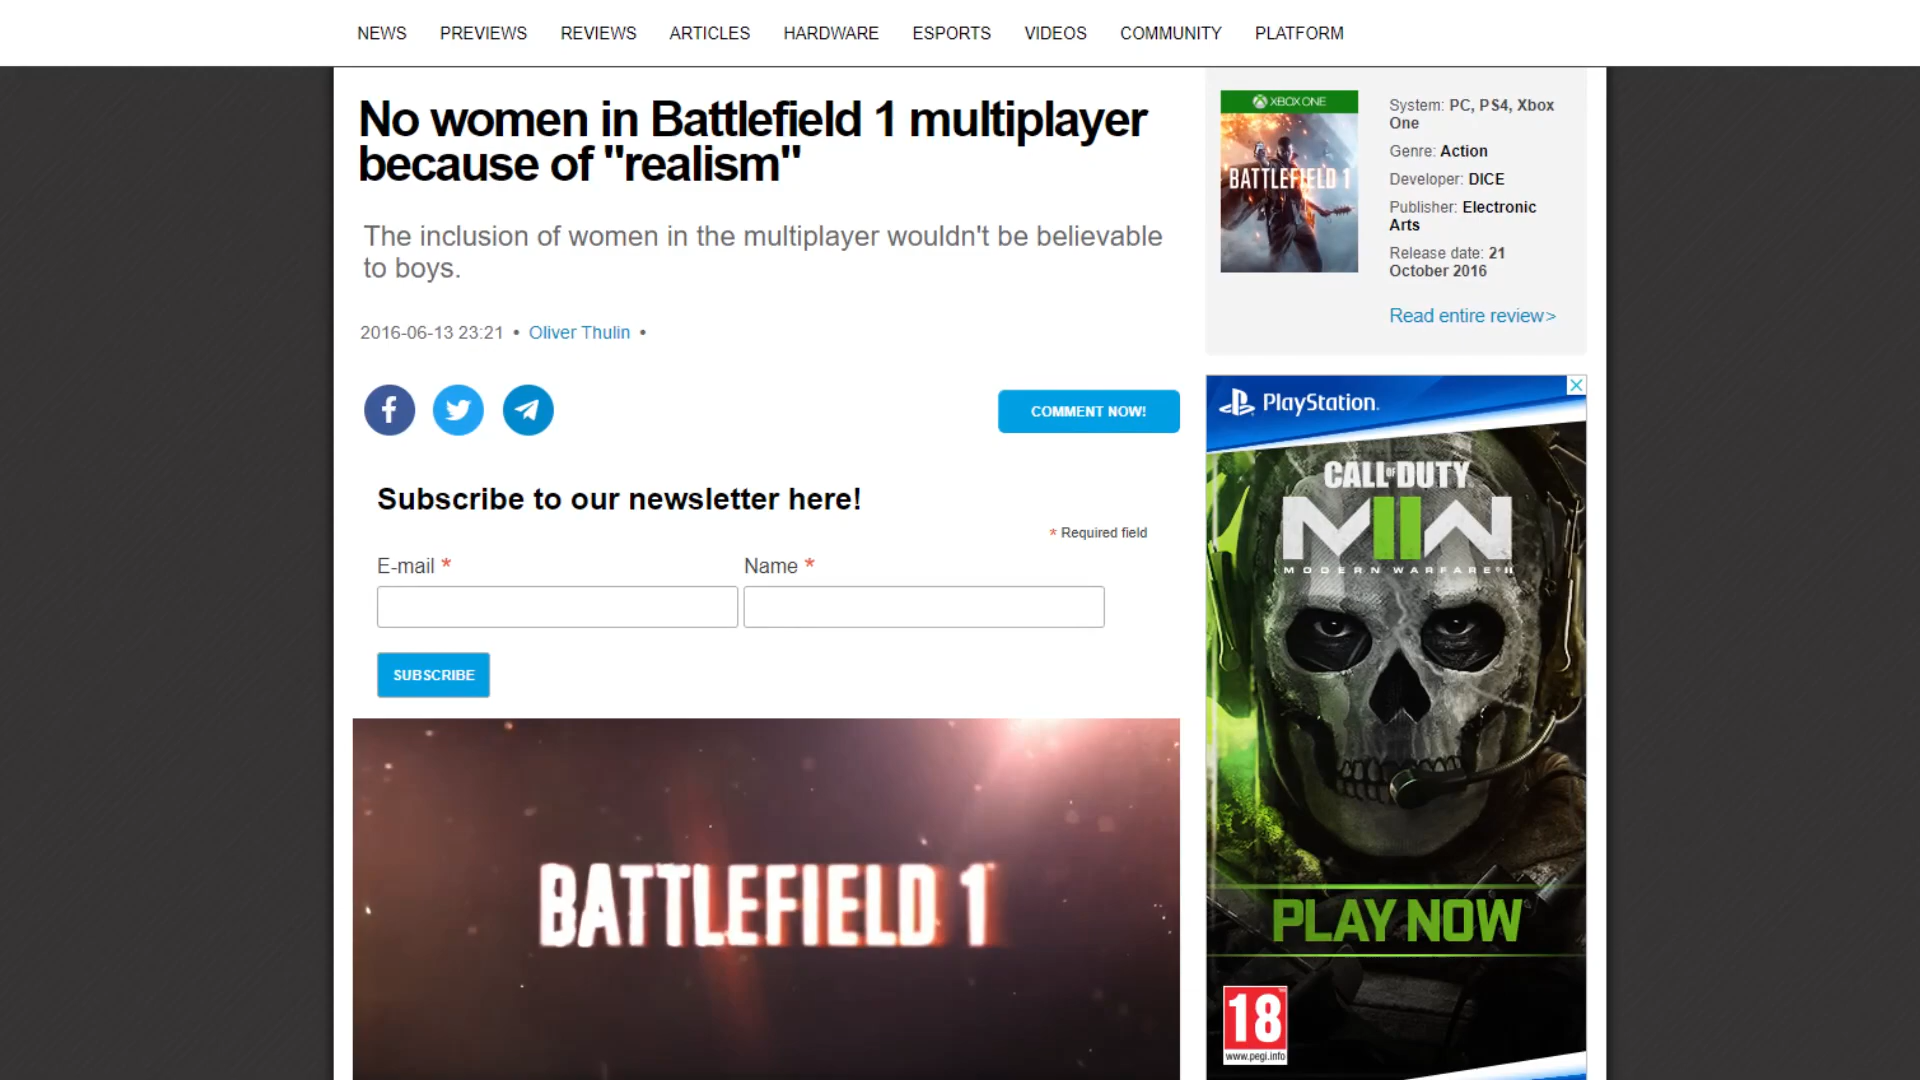 NEWS PREVIEWS REVIEWS ARTICLES HARDWARE ESPORTS VIDEOS COMMUNITY PLATFORM
No women in Battlefield 1 multiplayer
because of "realism"
The inclusion of women in the multiplayer wouldn't be believable
to boys.
2016-06-13 23:21 • Oliver Thulin •
COMMENT NOW!
Subscribe to our newsletter here!
* Required field
E-mail * Name *
SUBSCRIBE
BATTLEFIELD 1
XBOX ONE
BATTLEFIELD 1
System: PC, PS4, Xbox
One
Genre: Action
Developer: DICE
Publisher: Electronic
Arts
Release date: 21
October 2016
Read entire review>
PlayStation.
CALL OF DUTY
MWII
MODERN WARFARE II
PLAY NOW
18
www.pegi.info